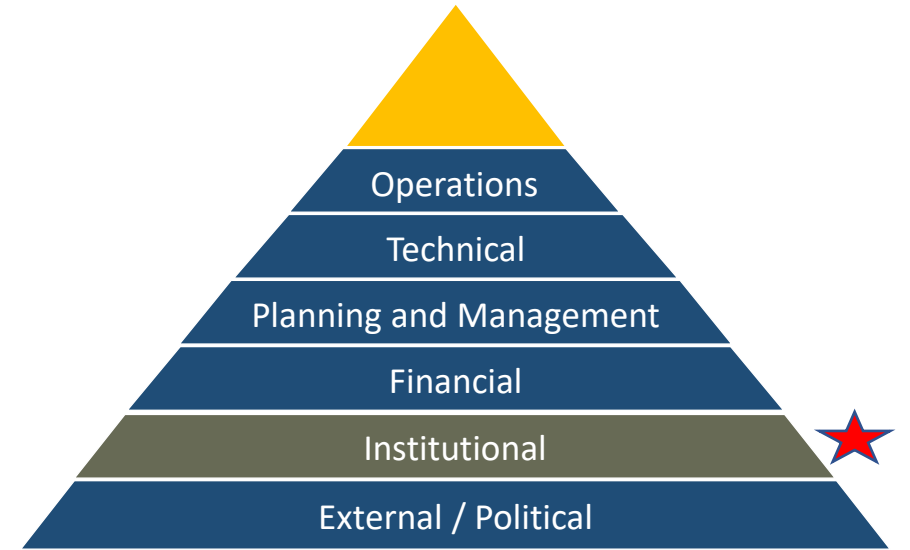 Operations
Technical
Planning and Management
Financial
Institutional
External / Political